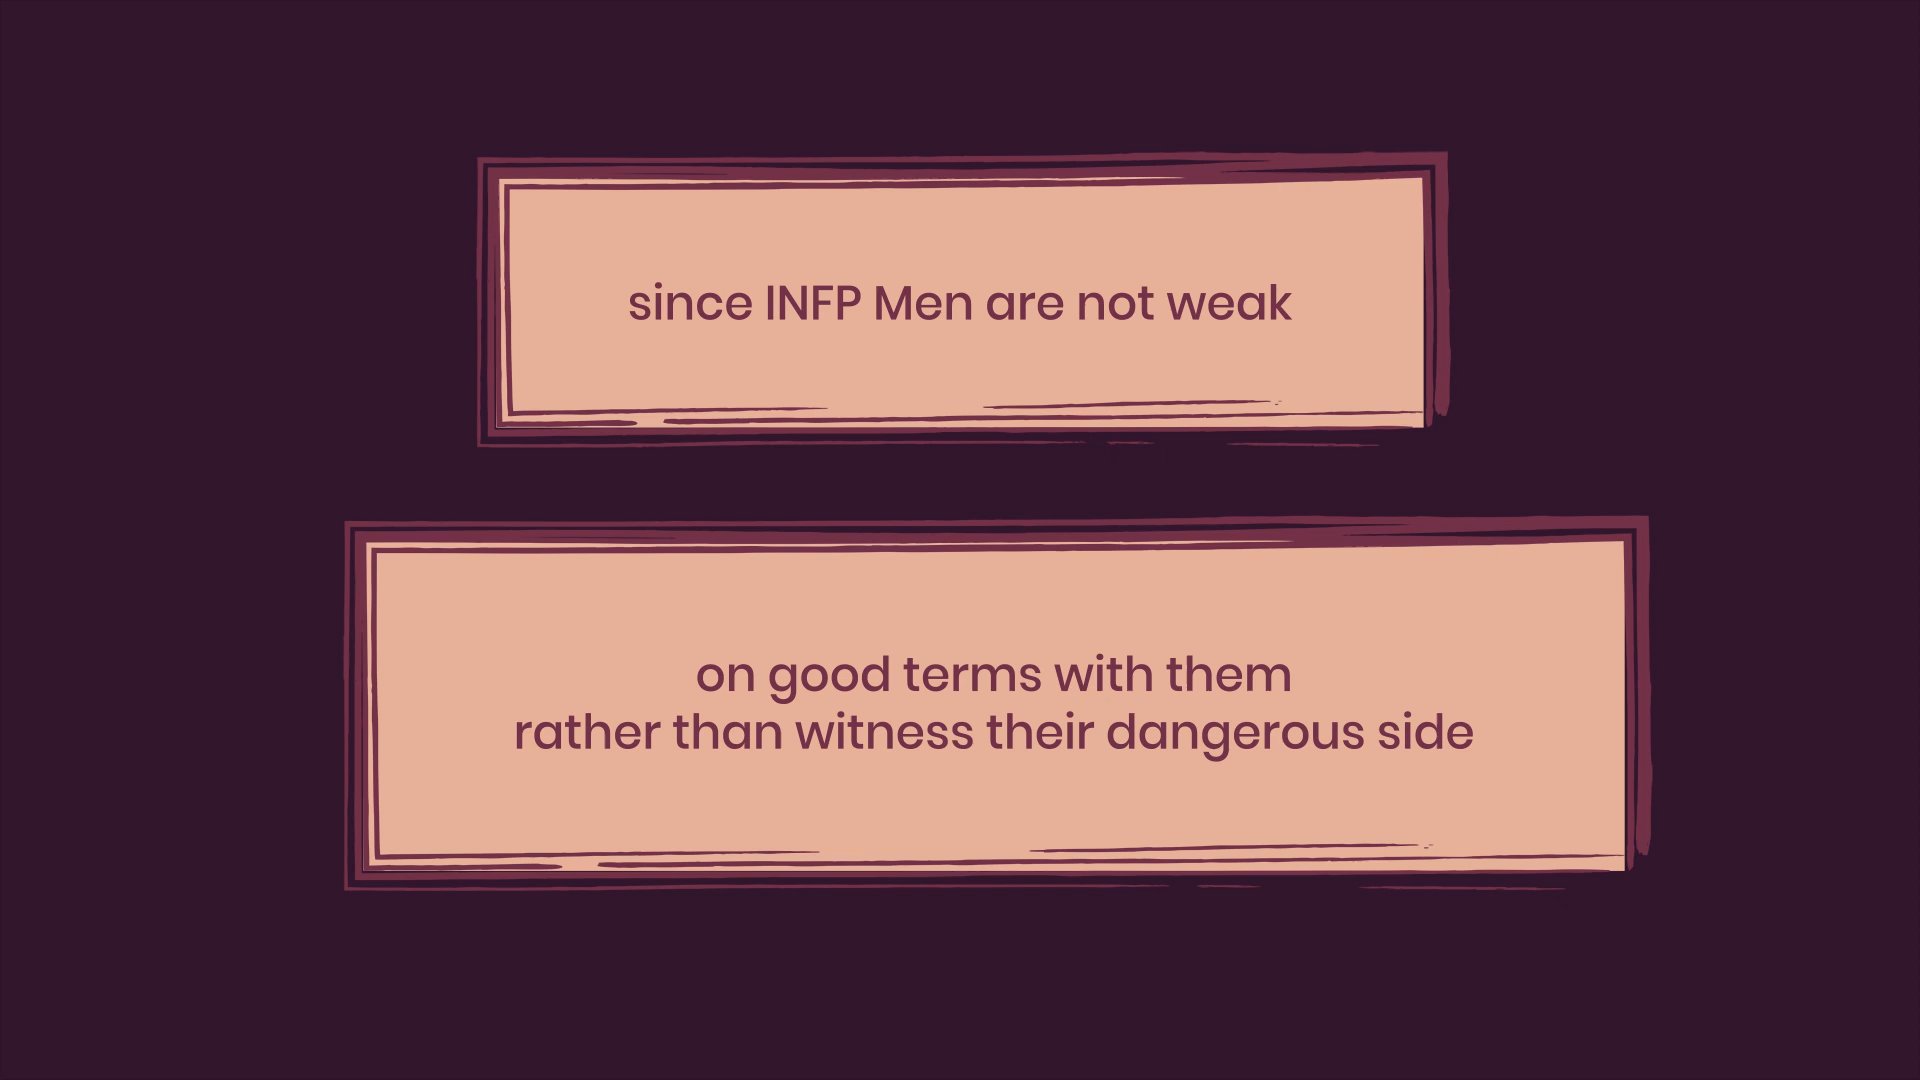 since INFP Men are not weak
on good terms with them
rather than witness their dangerous side